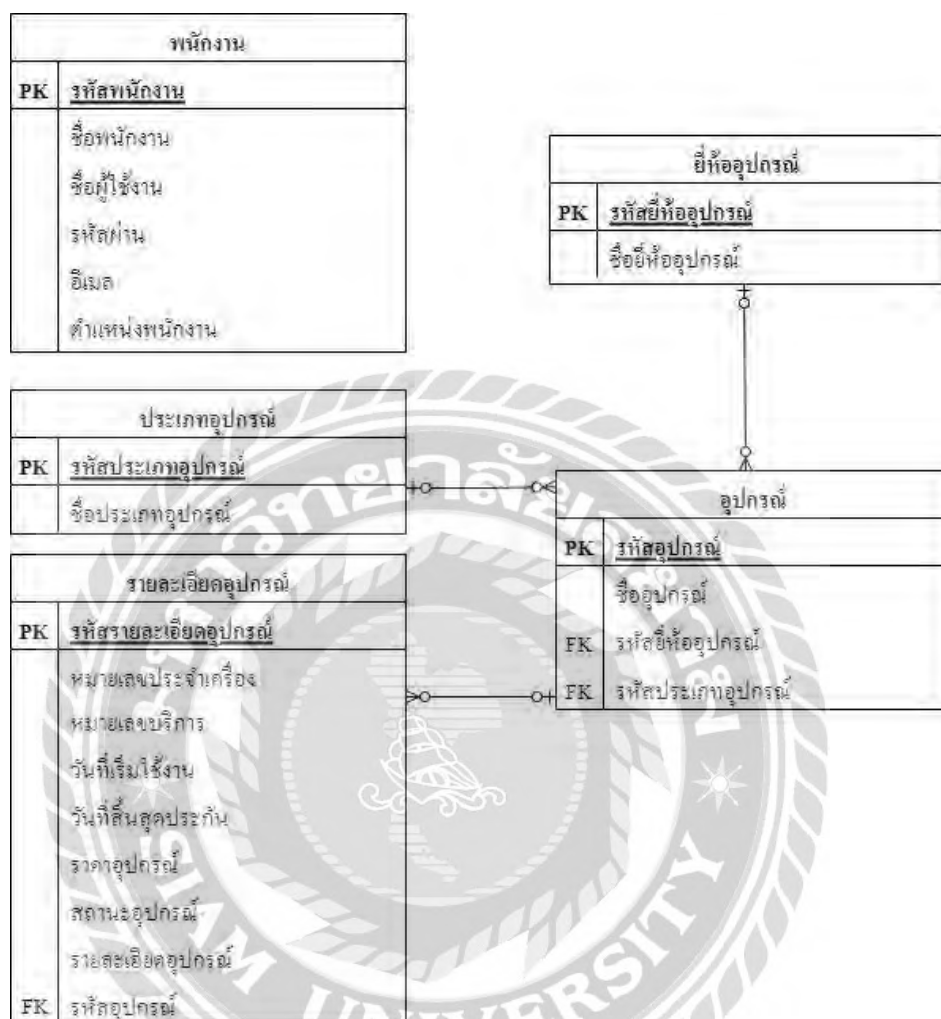 พนักงาน
PK รหัสพนักงาน
ชื่อพนักงาน
ชื่อผู้ใช้งาน
รหัสผ่าน
อีเมล
ตำแหน่งพนักงาน
ยี่ห้ออุปกรณ์
PK รหัสยี่ห้ออุปกรณ์
ชื่อยี่ห้ออุปกรณ์
ประเภทอุปกรณ์
PK รหัสประเภทอุปกรณ์
ชื่อประเภทอุปกรณ์
อุปกรณ์
PK รหัสอุปกรณ์
ชื่ออุปกรณ์
FK รหัสยี่ห้ออุปกรณ์
FK รหัสประเภทอุปกรณ์
รายละเอียดอุปกรณ์
PK รหัสรายละเอียดอุปกรณ์
หมายเลขประจำเครื่อง
หมายเลขบริการ
วันที่เริ่มใช้งาน
วันที่สิ้นสุดประกัน
ราคาอุปกรณ์
สถานะอุปกรณ์
รายละเอียดอุปกรณ์
FK รหัสอุปกรณ์
SIAM UNIVERSITY